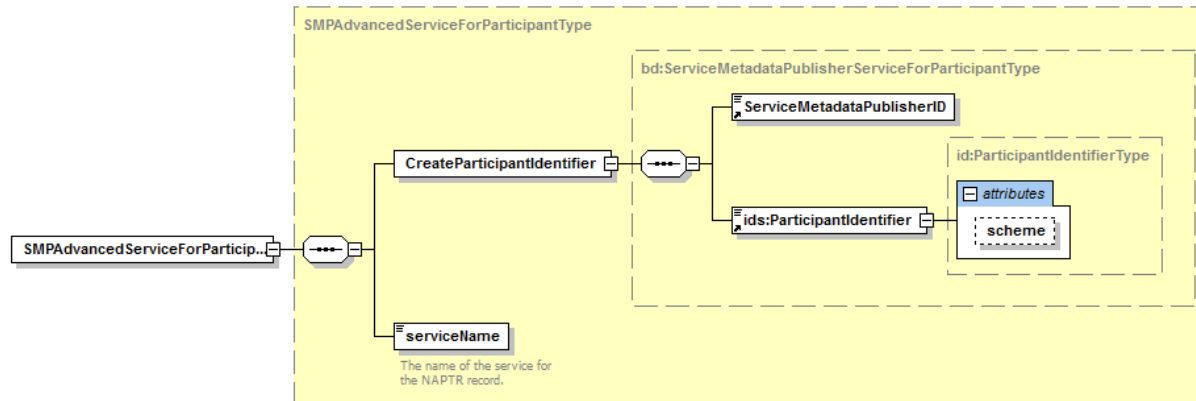 SMPAdvancedServiceForParticipantType
bd:ServiceMetadataPublisherServiceForParticipantType
ServiceMetadataPublisherID
CreateParticipantIdentifier
id:ParticipantIdentifierType
attributes
ids:ParticipantIdentifier
scheme
SMPAdvancedServiceForParticip...
serviceName
The name of the service for
the NAPTR record.